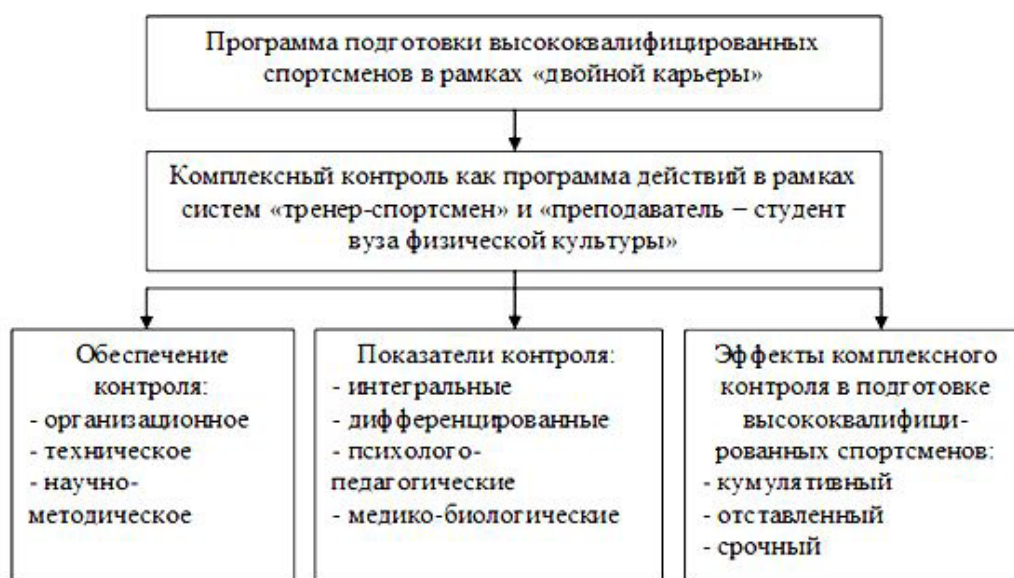 Программа подготовки высококвалифицированных
спортсменов в рамках «двойной карьеры»
Комплексный контроль как программа действий в рамках
систем «тренер-спортсмен» и «преподаватель – студент
вуза физической культуры»
Обеспечение
контроля:
- организационное
- техническое
- научно-
методическое
Показатели контроля:
- интегральные
- дифференцированные
- психолого-
педагогические
- медико-биологические
Эффекты комплексного
контроля в подготовке
высококвалифици-
рованных спортсменов:
- кумулятивный
- отставленный
- срочный